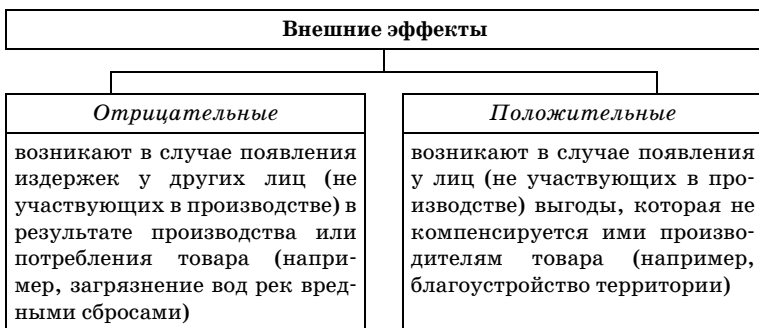 Внешние эффекты
Отрицательные
возникают в случае появления
издержек у других лиц (не
участвующих в производстве) в
результате производства или
потребления товара (напри-
мер, загрязнение вод рек вред-
ными сбросами)
Положительные
возникают в случае появления
у лиц (не участвующих в про-
изводстве) выгоды, которая не
компенсируется ими произво-
дителям товара (например,
благоустройство территории)